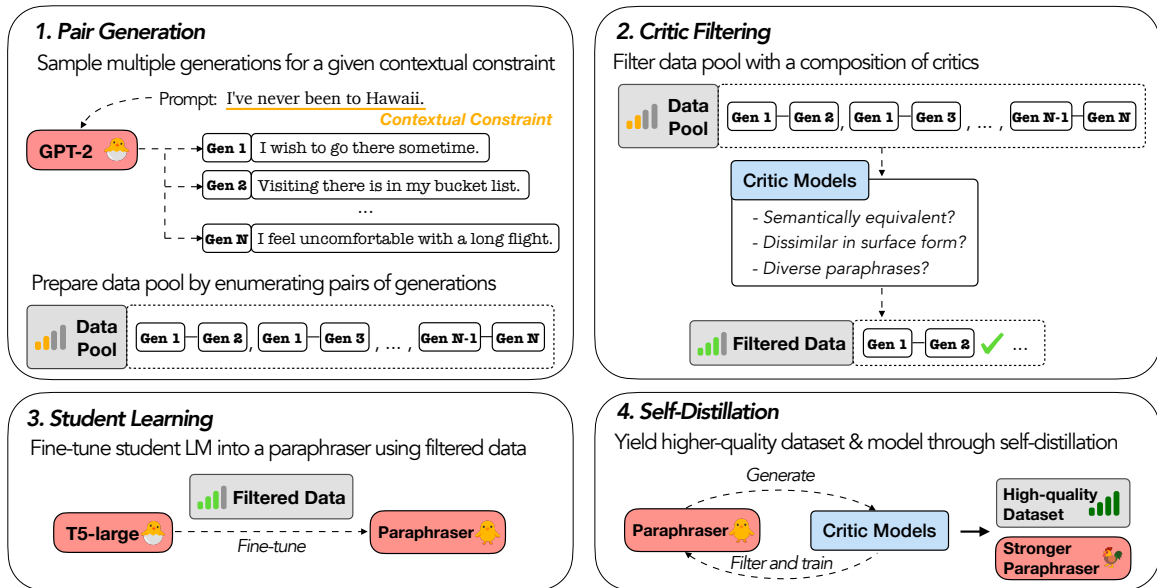 1. Pair Generation
Sample multiple generations for a given contextual constraint
Prompt: I've never been to Hawaii.
Contextual Constraint
GPT-2
Gen 1 I wish to go there sometime.
Gen 2 Visiting there is in my bucket list.
...
Gen N I feel uncomfortable with a long flight.
Prepare data pool by enumerating pairs of generations
Data Pool
Gen 1 Gen 2, Gen 1 Gen 3, ... , Gen N-1 Gen N
2. Critic Filtering
Filter data pool with a composition of critics
Data Pool
Gen 1 Gen 2, Gen 1 Gen 3, ... , Gen N-1 Gen N
Critic Models
- Semantically equivalent?
- Dissimilar in surface form?
- Diverse paraphrases?
Filtered Data Gen 1 Gen 2 ✓ ...
3. Student Learning
Fine-tune student LM into a paraphraser using filtered data
Filtered Data
T5-large Paraphraser
Fine-tune
4. Self-Distillation
Yield higher-quality dataset & model through self-distillation
Generate
Paraphraser Critic Models
Filter and train
High-quality
Dataset
Stronger
Paraphraser